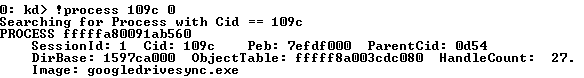 0: kd> !process 109c 0
Searching for Process with Cid == 109c
PROCESS fffffa80091ab560
SessionId: 1 Cid: 109c Peb: 7efdf000 ParentCid: 0d54
DirBase: 1597ca000 ObjectTable: fffff8a003cdc080 HandleCount: 27.
Image: googledrivesync.exe